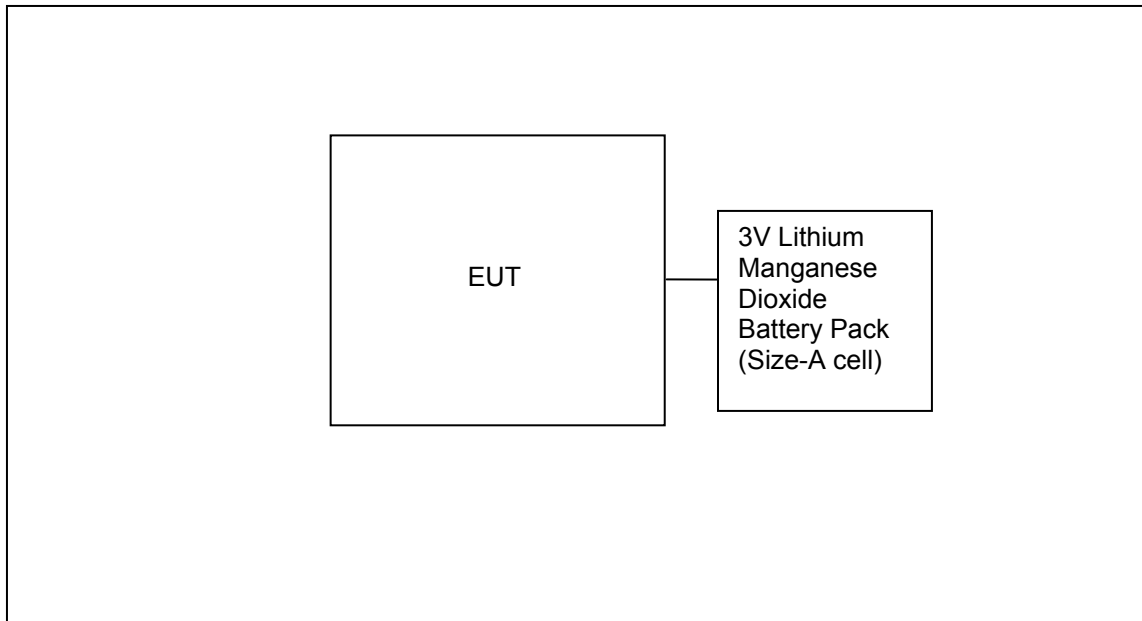 EUT
3V Lithium
Manganese
Dioxide
Battery Pack
(Size-A cell)